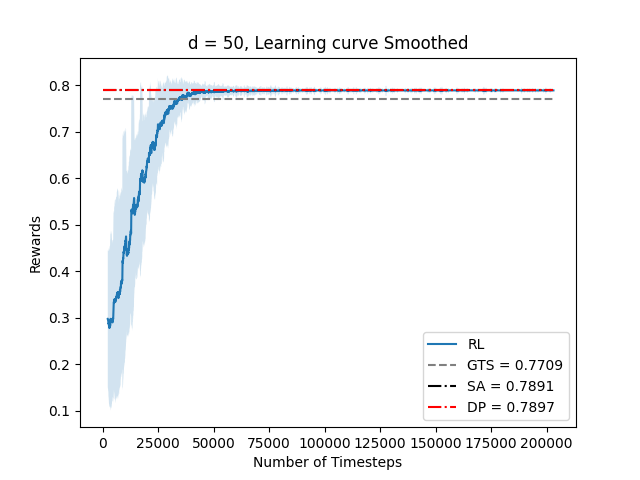 d = 50, Learning curve Smoothed
Rewards
0.8
0.7
0.6
0.5
0.4
0.3
0.2
0.1
RL
GTS = 0.7709
SA = 0.7891
DP = 0.7897
0 25000 50000 75000 100000 125000 150000 175000 200000
Number of Timesteps